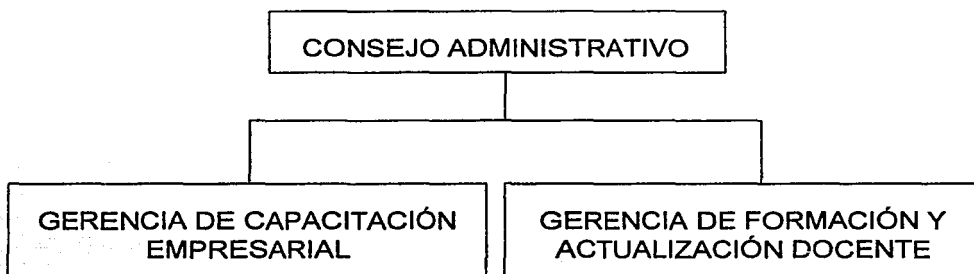 CONSEJO ADMINISTRATIVO
GERENCIA DE CAPACITACIÓN
EMPRESARIAL
GERENCIA DE FORMACIÓN Y
ACTUALIZACIÓN DOCENTE